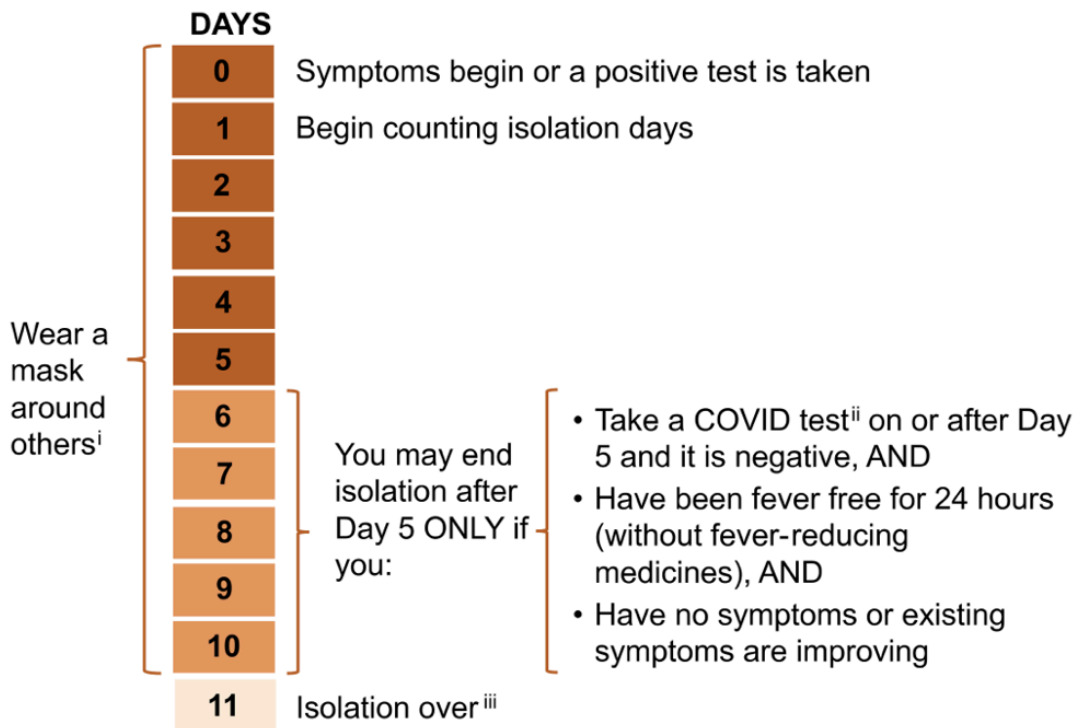 DAYS
0 Symptoms begin or a positive test is taken
1 Begin counting isolation days
2
3
4
5
6
7
8
9
10
11 Isolation over iii
Wear a
mask
around
othersⁱ
You may end
isolation after
Day 5 ONLY if
you:
• Take a COVID testⁱⁱ on or after Day
5 and it is negative, AND
• Have been fever free for 24 hours
(without fever-reducing
medicines), AND
• Have no symptoms or existing
symptoms are improving